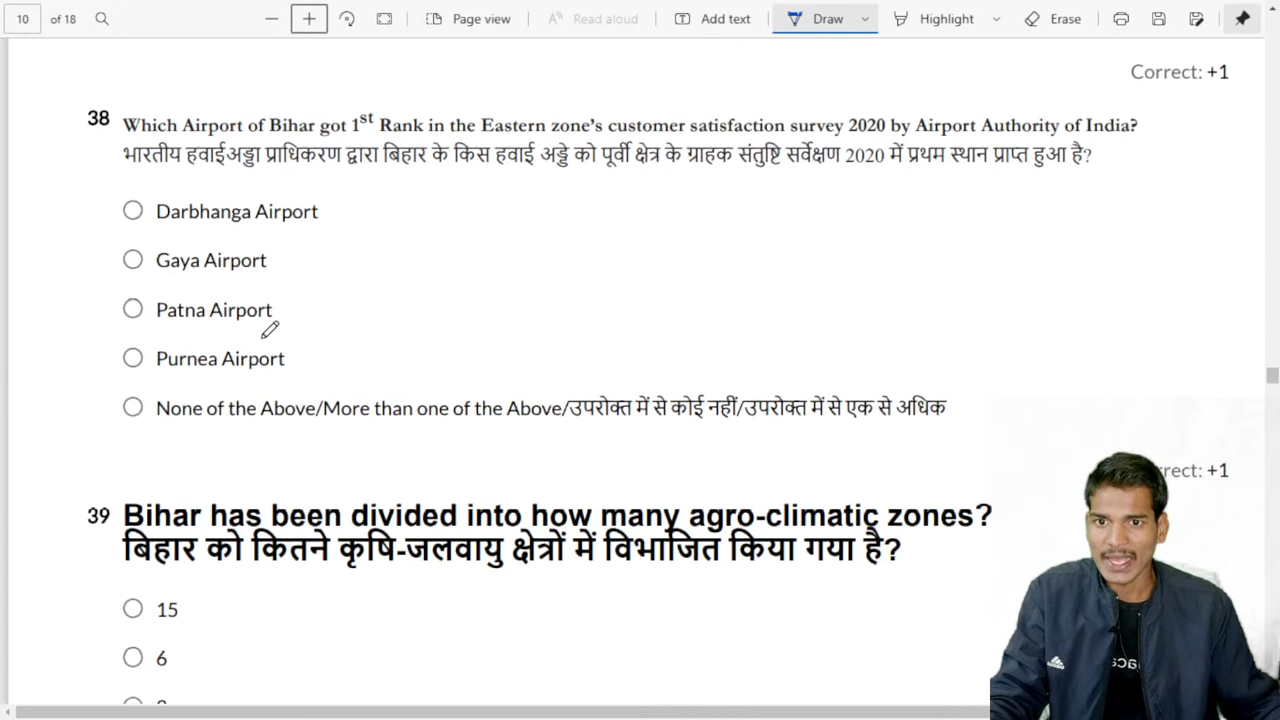 10 of 18 Page view Read aloud Add text Draw Highlight Erase
Correct: +1
38 Which Airport of Bihar got 1st Rank in the Eastern zone's customer satisfaction survey 2020 by Airport Authority of India?
भारतीय हवाईअड्डा प्राधिकरण द्वारा बिहार के किस हवाई अड्डे को पूर्वी क्षेत्र के ग्राहक संतुष्टि सर्वेक्षण 2020 में प्रथम स्थान प्राप्त हुआ है?
Darbhanga Airport
Gaya Airport
Patna Airport
Purnea Airport
None of the Above/More than one of the Above/उपरोक्त में से कोई नहीं/उपरोक्त में से एक से अधिक
rrect: +1
39 Bihar has been divided into how many agro-climatic zones?
बिहार को कितने कृषि-जलवायु क्षेत्रों में विभाजित किया गया है?
15
6